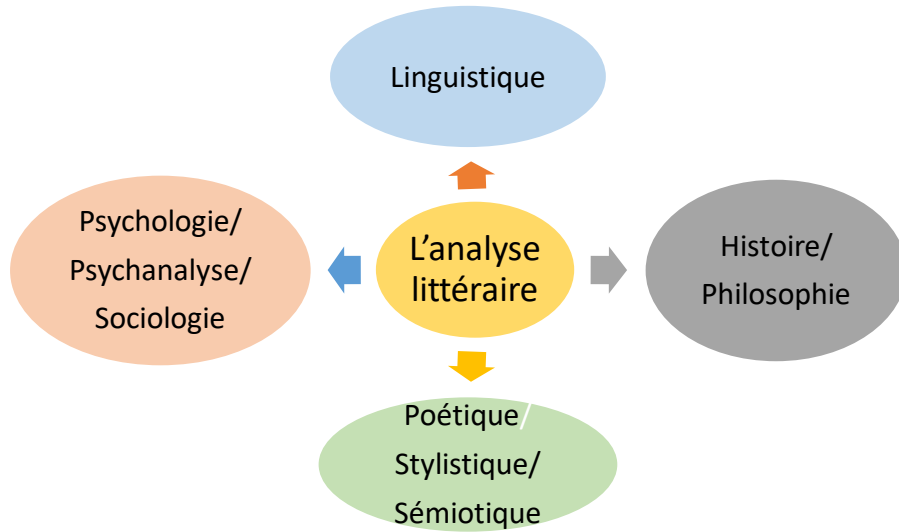 Linguistique
Psychologie/
Psychanalyse/
Sociologie
L’analyse
littéraire
Histoire/
Philosophie
Poétique/
Stylistique/
Sémiotique